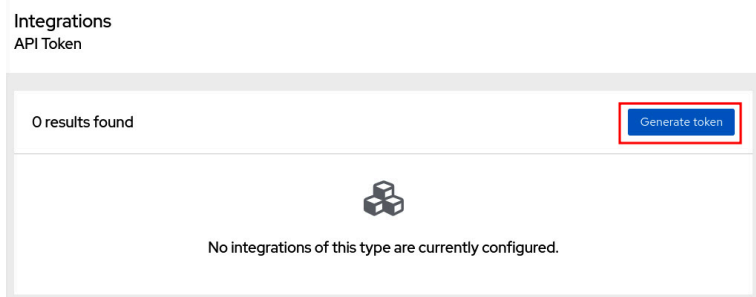 Integrations
API Token
0 results found
Generate token
No integrations of this type are currently configured.